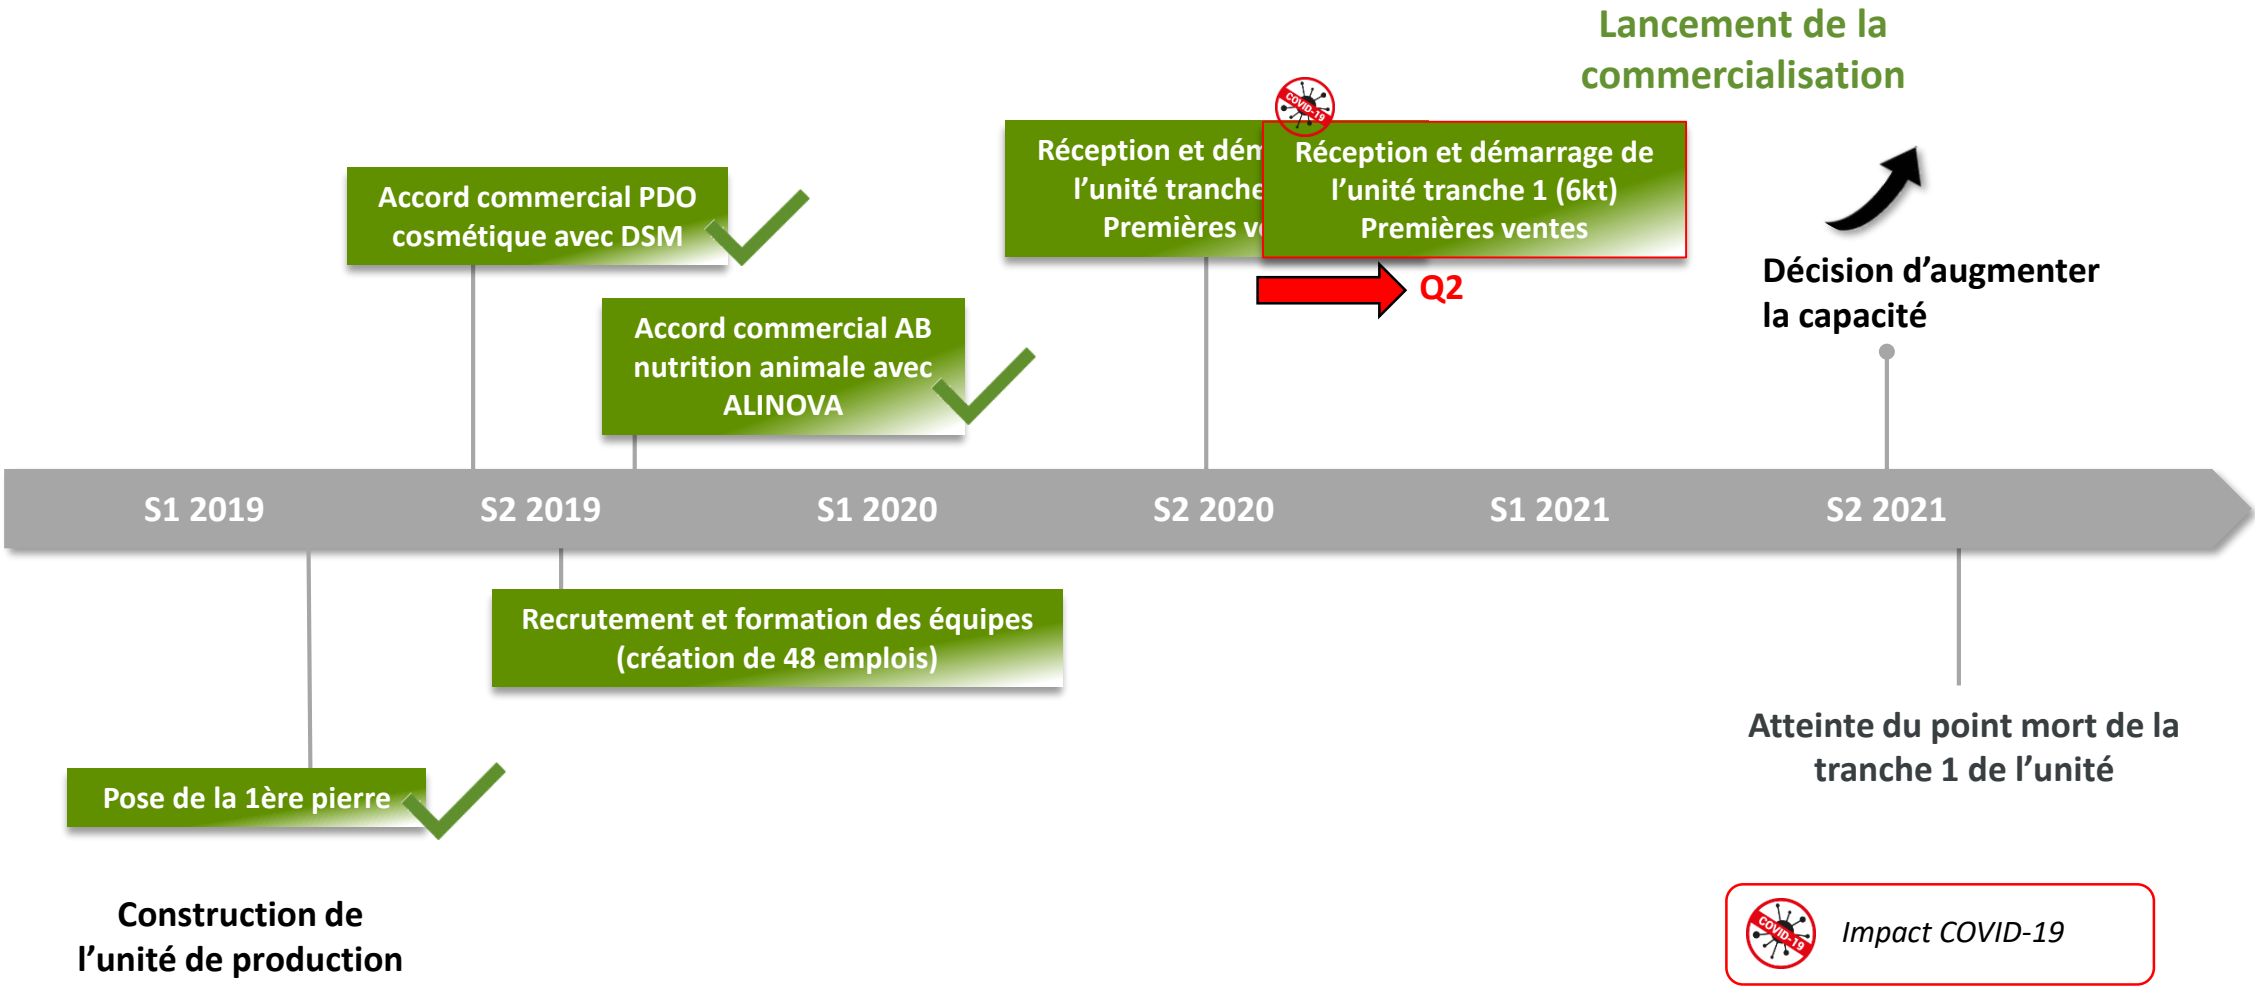 Lancement de la
commercialisation
COVID-19
Réception et dém
l’unité tranche
Premières v
Réception et démarrage de
l’unité tranche 1 (6kt)
Premières ventes
Q2
Accord commercial PDO
cosmétique avec DSM
Accord commercial AB
nutrition animale avec
ALINOVA
Décision d’augmenter
la capacité
S1 2019
S2 2019
S1 2020
S2 2020
S1 2021
S2 2021
Recrutement et formation des équipes
(création de 48 emplois)
Pose de la 1ère pierre
Atteinte du point mort de la
tranche 1 de l’unité
Construction de
l’unité de production
COVID-19
Impact COVID-19